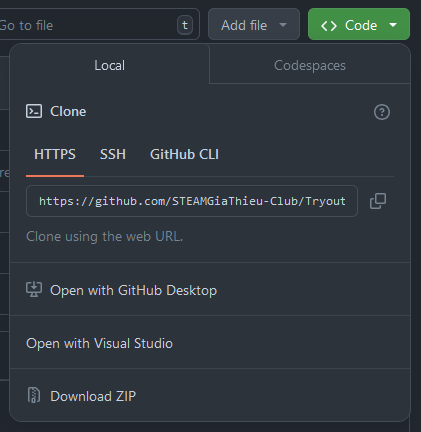 Go to file t Add file Code
Local Codespaces
Clone
HTTPS SSH GitHub CLI
https://github.com/STEAMGiaThieu-Club/Tryout
Clone using the web URL.
Open with GitHub Desktop
Open with Visual Studio
Download ZIP